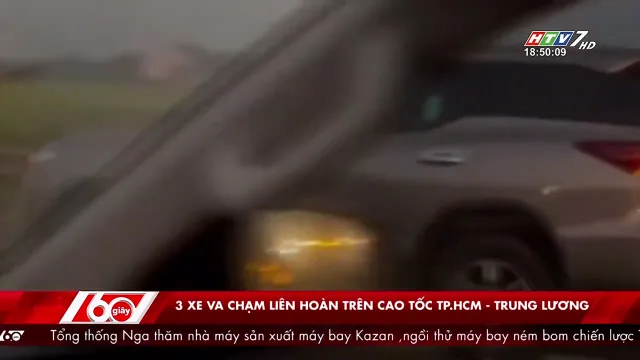 HTV7 HD
18:50:09
60 giây
3 XE VA CHẠM LIÊN HOÀN TRÊN CAO TỐC TP.HCM - TRUNG LƯƠNG
60 Tổng thống Nga thăm nhà máy sản xuất máy bay Kazan ,ngồi thử máy bay ném bom chiến lược